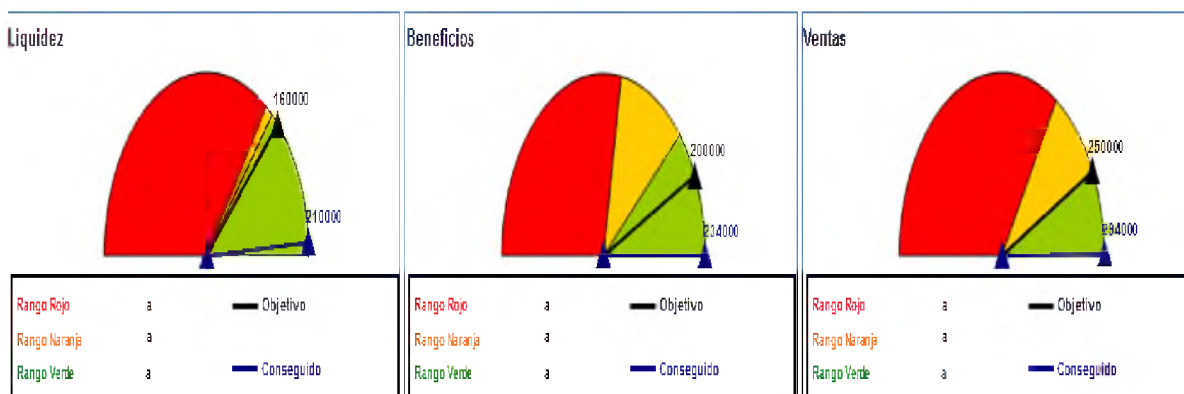 Liquidez
160000
210000
Rango Rojo a Objetivo
Rango Naranja a
Rango Verde a Conseguido
Beneficios
200000
234000
Rango Rojo a Objetivo
Rango Naranja a
Rango Verde a Conseguido
Ventas
250000
Rango Rojo a Objetivo
Rango Naranja a
Rango Verde a Conseguido